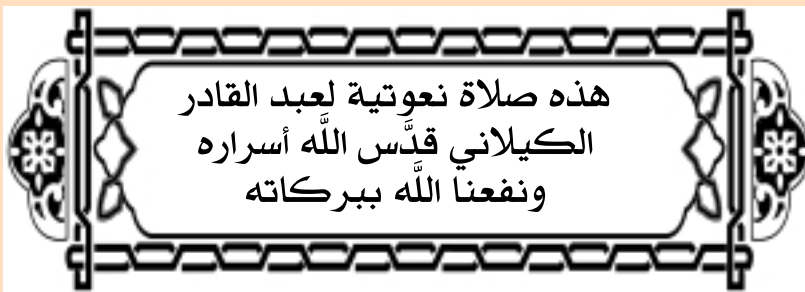 هذه صلاة نعوتية لعبد القادر
الكيلاني قدَّس اللَّه أسراره
ونفعنا اللَّه ببركاته